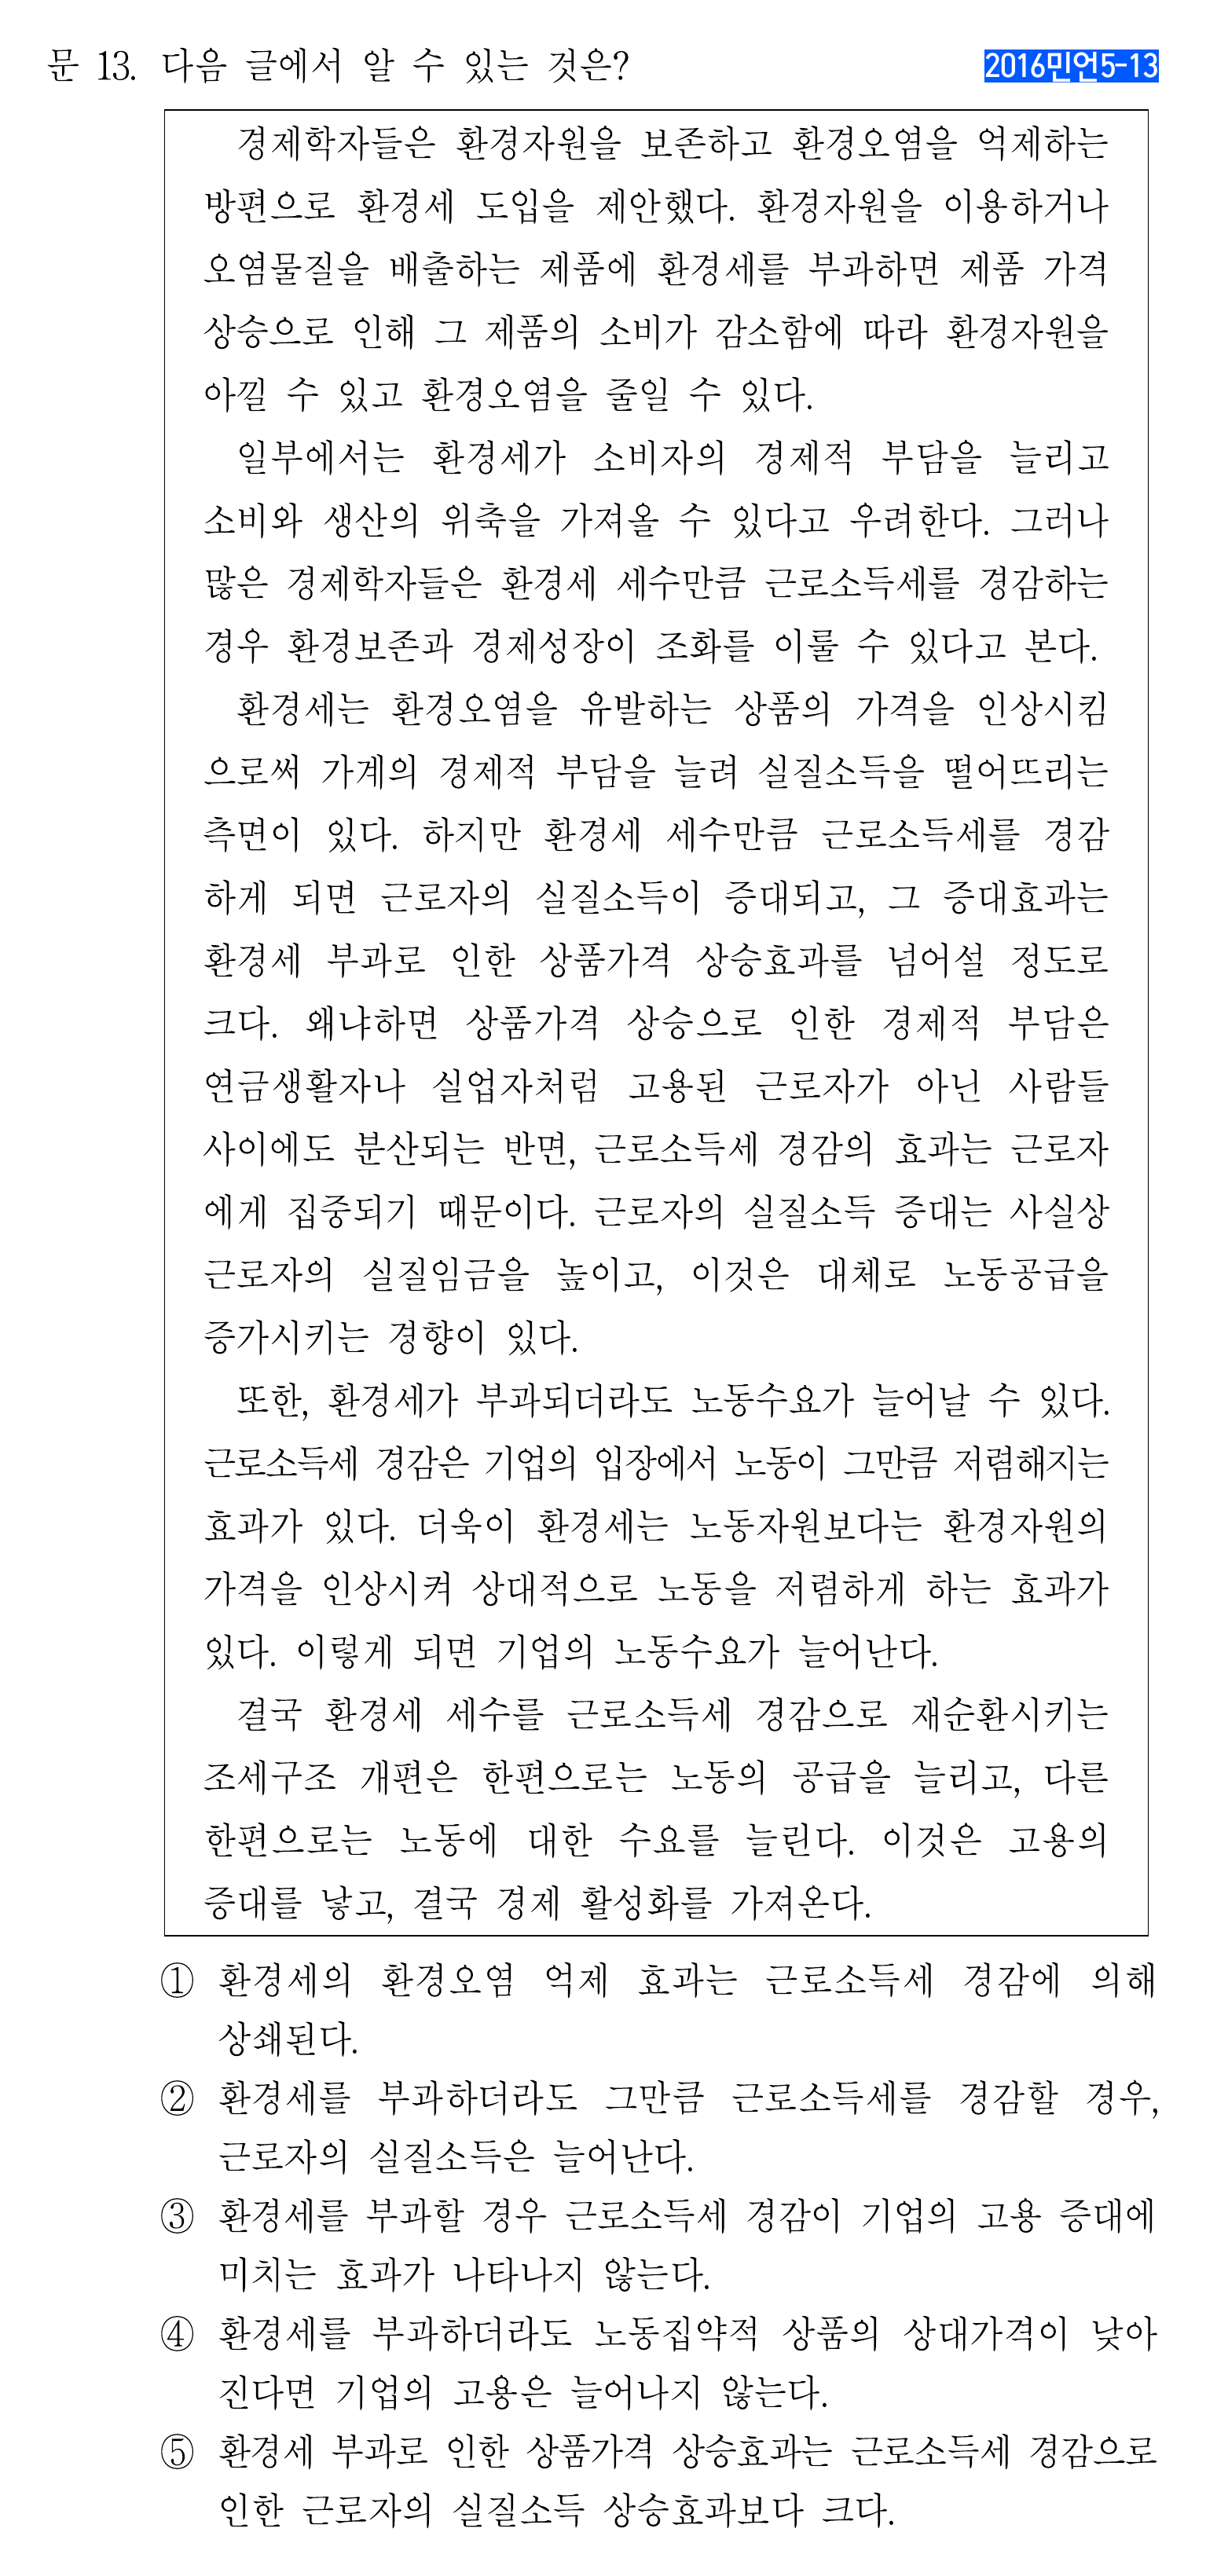 문 13. 다음 글에서 알 수 있는 것은?
2016민언5-13
경제학자들은 환경자원을 보존하고 환경오염을 억제하는
방편으로 환경세 도입을 제안했다. 환경자원을 이용하거나
오염물질을 배출하는 제품에 환경세를 부과하면 제품 가격
상승으로 인해 그 제품의 소비가 감소함에 따라 환경자원을
아낄 수 있고 환경오염을 줄일 수 있다.
일부에서는 환경세가 소비자의 경제적 부담을 늘리고
소비와 생산의 위축을 가져올 수 있다고 우려한다. 그러나
많은 경제학자들은 환경세 세수만큼 근로소득세를 경감하는
경우 환경보존과 경제성장이 조화를 이룰 수 있다고 본다.
환경세는 환경오염을 유발하는 상품의 가격을 인상시킴
으로써 가계의 경제적 부담을 늘려 실질소득을 떨어뜨리는
측면이 있다. 하지만 환경세 세수만큼 근로소득세를 경감
하게 되면 근로자의 실질소득이 증대되고, 그 증대효과는
환경세 부과로 인한 상품가격 상승효과를 넘어설 정도로
크다. 왜냐하면 상품가격 상승으로 인한 경제적 부담은
연금생활자나 실업자처럼 고용된 근로자가 아닌 사람들
사이에도 분산되는 반면, 근로소득세 경감의 효과는 근로자
에게 집중되기 때문이다. 근로자의 실질소득 증대는 사실상
근로자의 실질임금을 높이고, 이것은 대체로 노동공급을
증가시키는 경향이 있다.
또한, 환경세가 부과되더라도 노동수요가 늘어날 수 있다.
근로소득세 경감은 기업의 입장에서 노동이 그만큼 저렴해지는
효과가 있다. 더욱이 환경세는 노동자원보다는 환경자원의
가격을 인상시켜 상대적으로 노동을 저렴하게 하는 효과가
있다. 이렇게 되면 기업의 노동수요가 늘어난다.
결국 환경세 세수를 근로소득세 경감으로 재순환시키는
조세구조 개편은 한편으로는 노동의 공급을 늘리고, 다른
한편으로는 노동에 대한 수요를 늘린다. 이것은 고용의
증대를 낳고, 결국 경제 활성화를 가져온다.
① 환경세의 환경오염 억제 효과는 근로소득세 경감에 의해
상쇄된다.
② 환경세를 부과하더라도 그만큼 근로소득세를 경감할 경우,
근로자의 실질소득은 늘어난다.
③ 환경세를 부과할 경우 근로소득세 경감이 기업의 고용 증대에
미치는 효과가 나타나지 않는다.
④ 환경세를 부과하더라도 노동집약적 상품의 상대가격이 낮아
진다면 기업의 고용은 늘어나지 않는다.
⑤ 환경세 부과로 인한 상품가격 상승효과는 근로소득세 경감으로
인한 근로자의 실질소득 상승효과보다 크다.